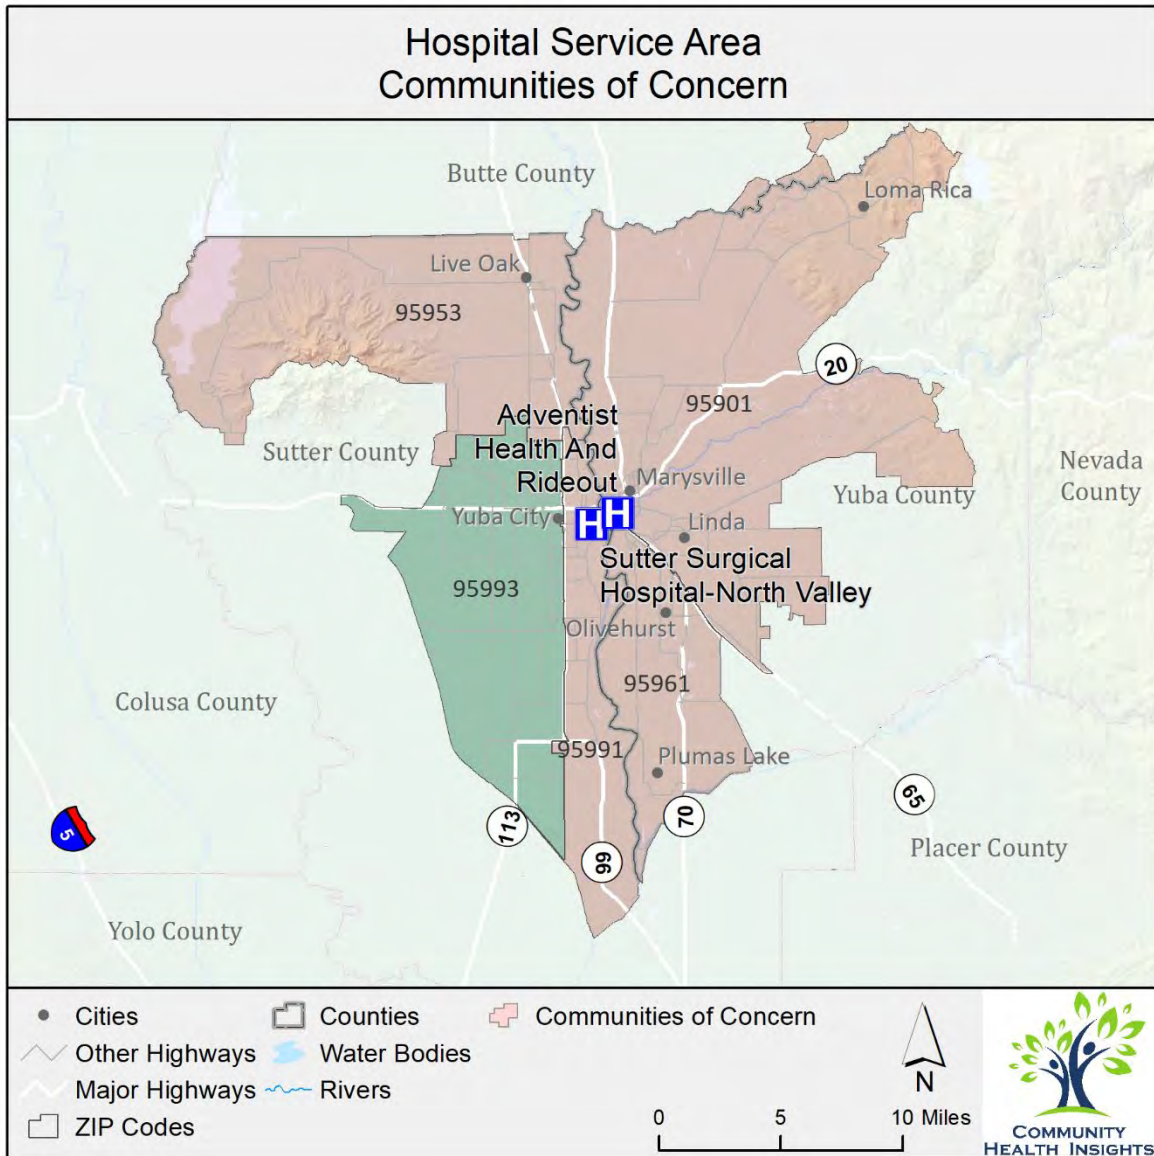 Hospital Service Area
Communities of Concern
Butte County
Loma Rica
Live Oak
95953
20
95901
Adventist
Health And
Rideout
Sutter County
Nevada
County
Marysville
Yuba County
Yuba City
H
H
Linda
Sutter Surgical
Hospital-North Valley
95993
Olivehurst
95961
Colusa County
95991
Plumas Lake
65
70
113
5
99
Placer County
Yolo County
Cities
Counties
Communities of Concern
Other Highways
Water Bodies
Major Highways
Rivers
ZIP Codes
N
0 5 10 Miles
COMMUNITY
HEALTH INSIGHTS